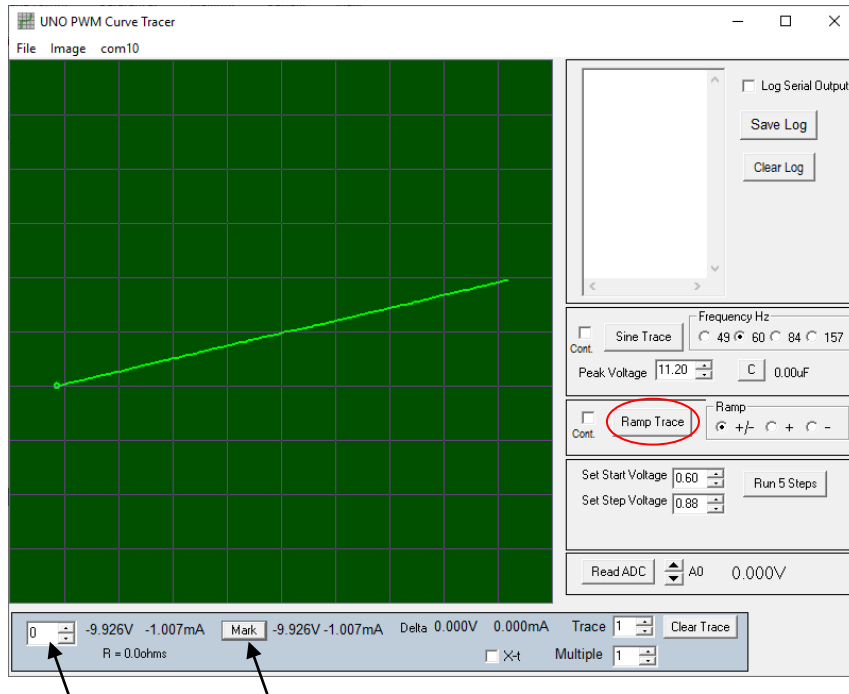 UNO PWM Curve Tracer
File Image com10
Log Serial Output
Save Log
Clear Log
Frequency Hz
Cont. Sine Trace 49 60 84 157
Peak Voltage 11.20 C 0.00uF
Ramp
Cont. Ramp Trace +/- + -
Set Start Voltage 0.60 Run 5 Steps
Set Step Voltage 0.88
Read ADC A0 0.000V
0 -9.926V -1.007mA Mark -9.926V -1.007mA Delta 0.000V 0.000mA Trace 1 Clear Trace
R = 0.0ohms X-t Multiple 1